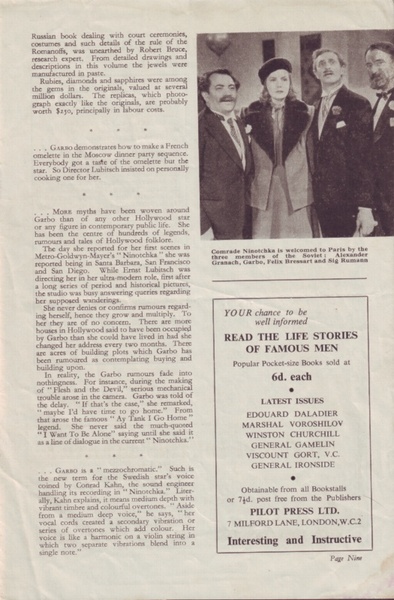 Russian book dealing with court ceremonies,
costumes and such details of the rule of the
Romanoffs, was unearthed by Robert Bruce,
research expert. From detailed drawings and
descriptions in this volume the jewels were
manufactured in paste.
Rubies, diamonds and sapphires were
among the gems in the originals, valued at several
million dollars. The replicas, which photo-
graph exactly like the originals, are probably
worth $250, principally in labour costs.
* * *
. . . GARBO demonstrates how to make a French
omelette in the Moscow dinner party sequence.
Everybody got a taste of the omelette but the
star. So Director Lubitsch insisted on personally
cooking one for her.
* * *
. . . MORE myths have been woven around
Garbo than of any other Hollywood star
or any figure in contemporary public life. She
has been the centre of hundreds of legends,
rumours and tales of Hollywood folklore.
The day she reported for her first scenes in
Metro-Goldwyn-Mayer's " Ninotchka " she was
reported being in Santa Barbara, San Francisco
and San Diego. While Ernst Lubitsch was
directing her in her ultra-modern role, first after
a long series of period and historical pictures,
the studio was busy answering queries regarding
her supposed wanderings.
She never denies or confirms rumours regard-
ing herself, hence they grow and multiply. To
her they are of no concern. There are more
houses in Hollywood said to have been occupied
by Garbo than she could have lived in had she
changed her address every two months. There
are acres of building plots which Garbo has
been rumoured as contemplating buying and
building upon.
In reality, the Garbo rumours fade into
nothingness. For instance, during the making
of " Flesh and the Devil," serious mechanical
trouble arose in the camera. Garbo was told of
the delay. " If that's the case," she remarked,
" maybe I'd have time to go home." From
that arose the famous " Ay Tank I Go Home "
legend. She never said the much-quoted
" I Want To Be Alone " saying until she said it
as a line of dialogue in the current " Ninotchka."
* * *
. . . GARBO is a " mezzochromatic." Such is
the new term for the Swedish star's voice
coined by Conrad Kahn, the sound engineer
handling its recording in " Ninotchka." Liter-
ally, Kahn explains, it means medium depth with
vibrant timbre and colourful overtones. " Aside
from a medium deep voice," he says, " her
vocal cords created a secondary vibration or
series of overtones which add colour. Her
voice is like a harmonic on a violin string in
which two separate vibrations blend into a
single note."
Comrade Ninotchka is welcomed to Paris by the
three members of the Soviet: Alexander
Granach, Garbo, Felix Bressart and Sig Rumann
YOUR chance to be
well informed
READ THE LIFE STORIES
OF FAMOUS MEN
Popular Pocket-size Books sold at
6d. each
•
LATEST ISSUES
EDOUARD DALADIER
MARSHAL VOROSHILOV
WINSTON CHURCHILL
GENERAL GAMELIN
VISCOUNT GORT, V.C.
GENERAL IRONSIDE
•
Obtainable from all Bookstalls
or 7½d. post free from the Publishers
PILOT PRESS LTD.
7 MILFORD LANE, LONDON, W.C.2
Interesting and Instructive
Page Nine